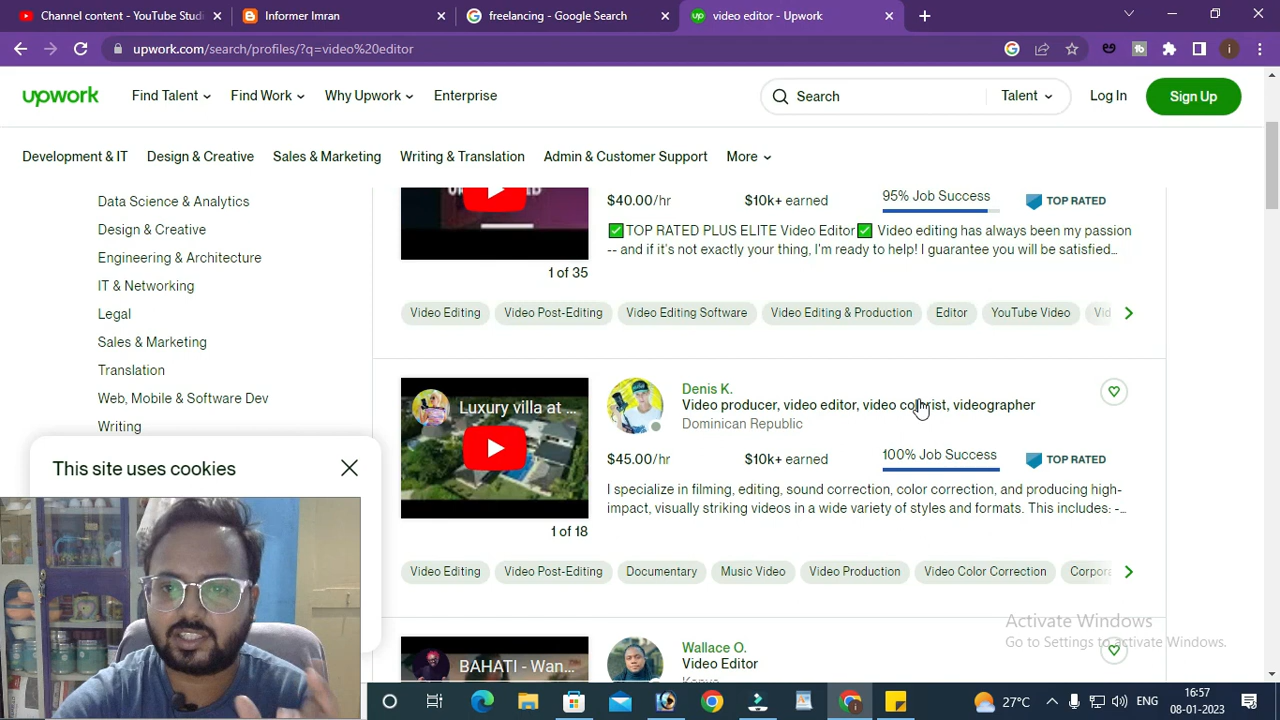 Channel content - YouTube Studi
Informer Imran
freelancing - Google Search
video editor - Upwork
upwork.com/search/profiles/?q=video%20editor
upwork
Find Talent
Find Work
Why Upwork
Enterprise
Search
Talent
Log In
Sign Up
Development & IT
Design & Creative
Sales & Marketing
Writing & Translation
Admin & Customer Support
More
Data Science & Analytics
Design & Creative
Engineering & Architecture
IT & Networking
Legal
Sales & Marketing
Translation
Web, Mobile & Software Dev
Writing
$40.00/hr
$10k+ earned
95% Job Success
TOP RATED
✅TOP RATED PLUS ELITE Video Editor✅ Video editing has always been my passion
-- and if it's not exactly your thing, I'm ready to help! I guarantee you will be satisfied...
1 of 35
Video Editing
Video Post-Editing
Video Editing Software
Video Editing & Production
Editor
YouTube Video
Vid
Luxury villa at ...
Denis K.
Video producer, video editor, video colorist, videographer
Dominican Republic
$45.00/hr
$10k+ earned
100% Job Success
TOP RATED
I specialize in filming, editing, sound correction, color correction, and producing high-
impact, visually striking videos in a wide variety of styles and formats. This includes: -...
1 of 18
Video Editing
Video Post-Editing
Documentary
Music Video
Video Production
Video Color Correction
Corpora
BAHATI - Wan...
Wallace O.
Video Editor
Kenya
This site uses cookies
Activate Windows
Go to Settings to activate Windows.
27°C
ENG
16:57
08-01-2023